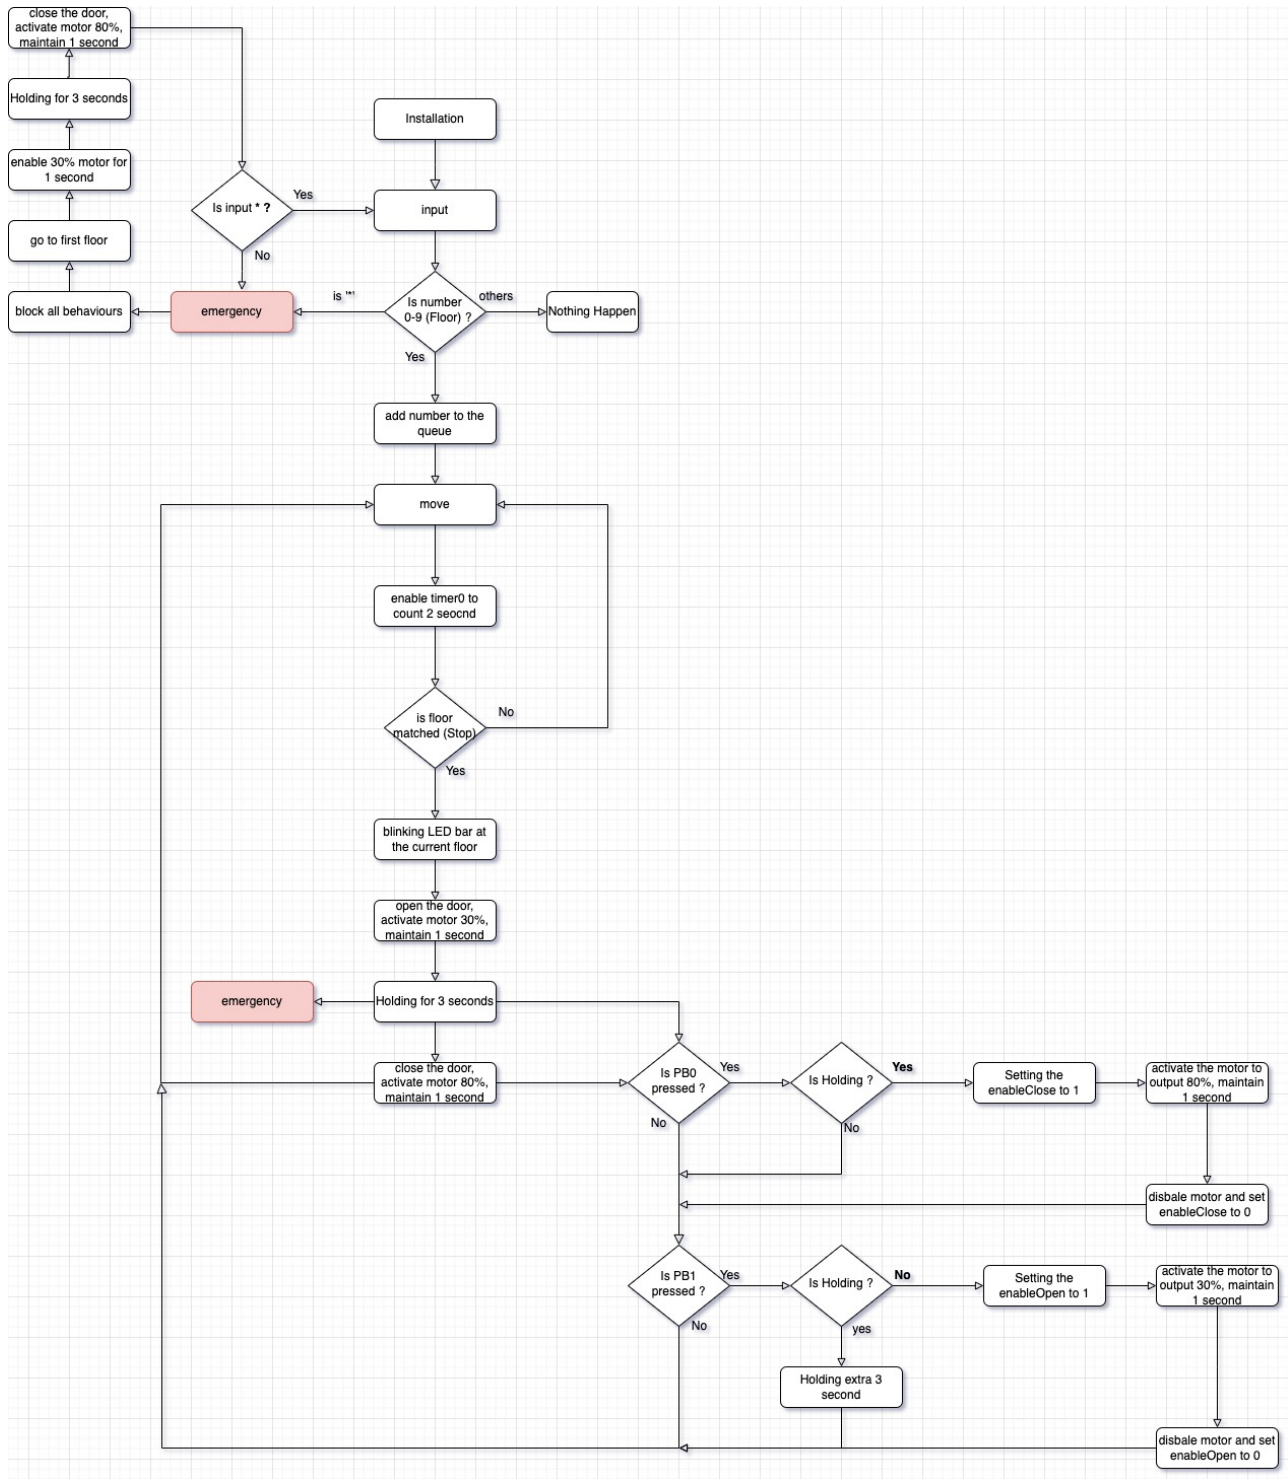 close the door,
activate motor 80%,
maintain 1 second
Holding for 3 seconds
Installation
enable 30% motor for
1 second
Is input * ?
Yes
input
go to first floor
No
block all behaviours
emergency
is '*'
Is number
0-9 (Floor) ?
others
Nothing Happen
Yes
add number to the
queue
move
enable timer0 to
count 2 seocnd
is floor
matched (Stop)
No
Yes
blinking LED bar at
the current floor
open the door,
activate motor 30%,
maintain 1 second
emergency
Holding for 3 seconds
close the door,
activate motor 80%,
maintain 1 second
Is PB0
pressed ?
Yes
Is Holding ?
Yes
Setting the
enableClose to 1
activate the motor to
output 80%, maintain
1 second
No
No
disbale motor and set
enableClose to 0
Is PB1
pressed ?
Yes
Is Holding ?
No
Setting the
enableOpen to 1
activate the motor to
output 30%, maintain
1 second
No
yes
Holding extra 3
second
disbale motor and set
enableOpen to 0